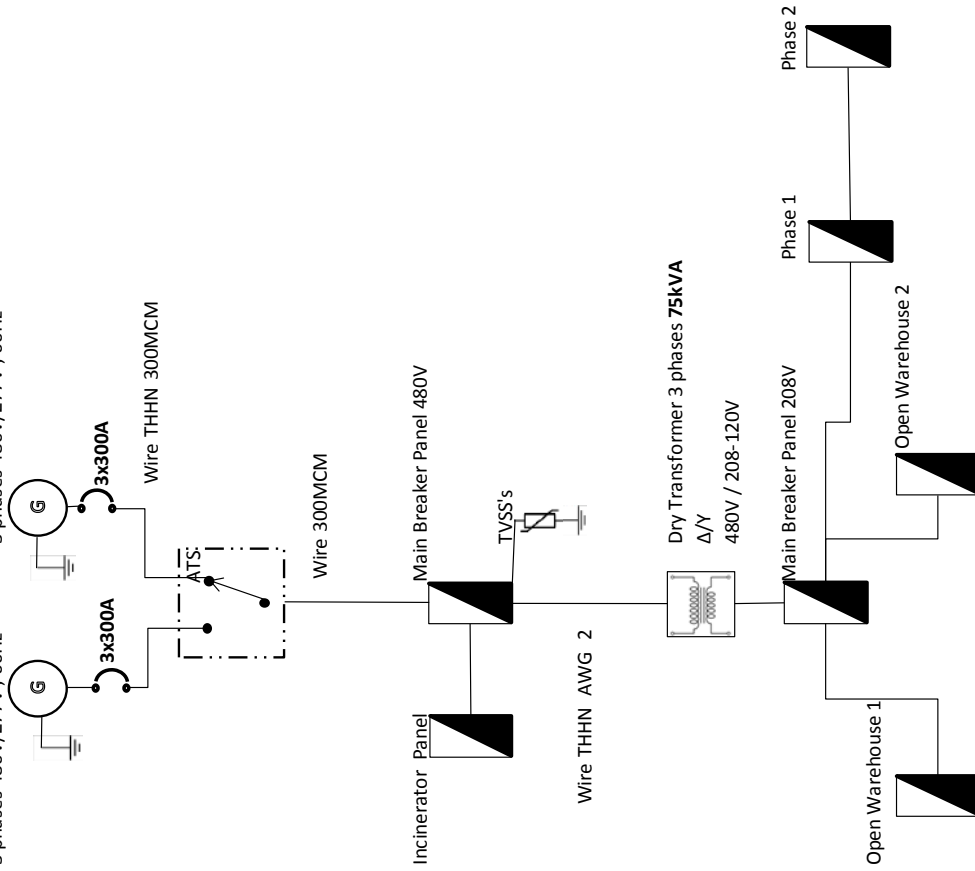 3 phases 480V/277V , 60Hz
3 phases 480V/277V , 60Hz
G
G
3x300A
3x300A
Wire THHN 300MCM
ATS
Wire 300MCM
Incinerator Panel
Main Breaker Panel 480V
TVSS's
Wire THHN AWG 2
Dry Transformer 3 phases 75kVA
Δ/Y
480V / 208-120V
Main Breaker Panel 208V
Phase 1
Phase 2
Open Warehouse 1
Open Warehouse 2